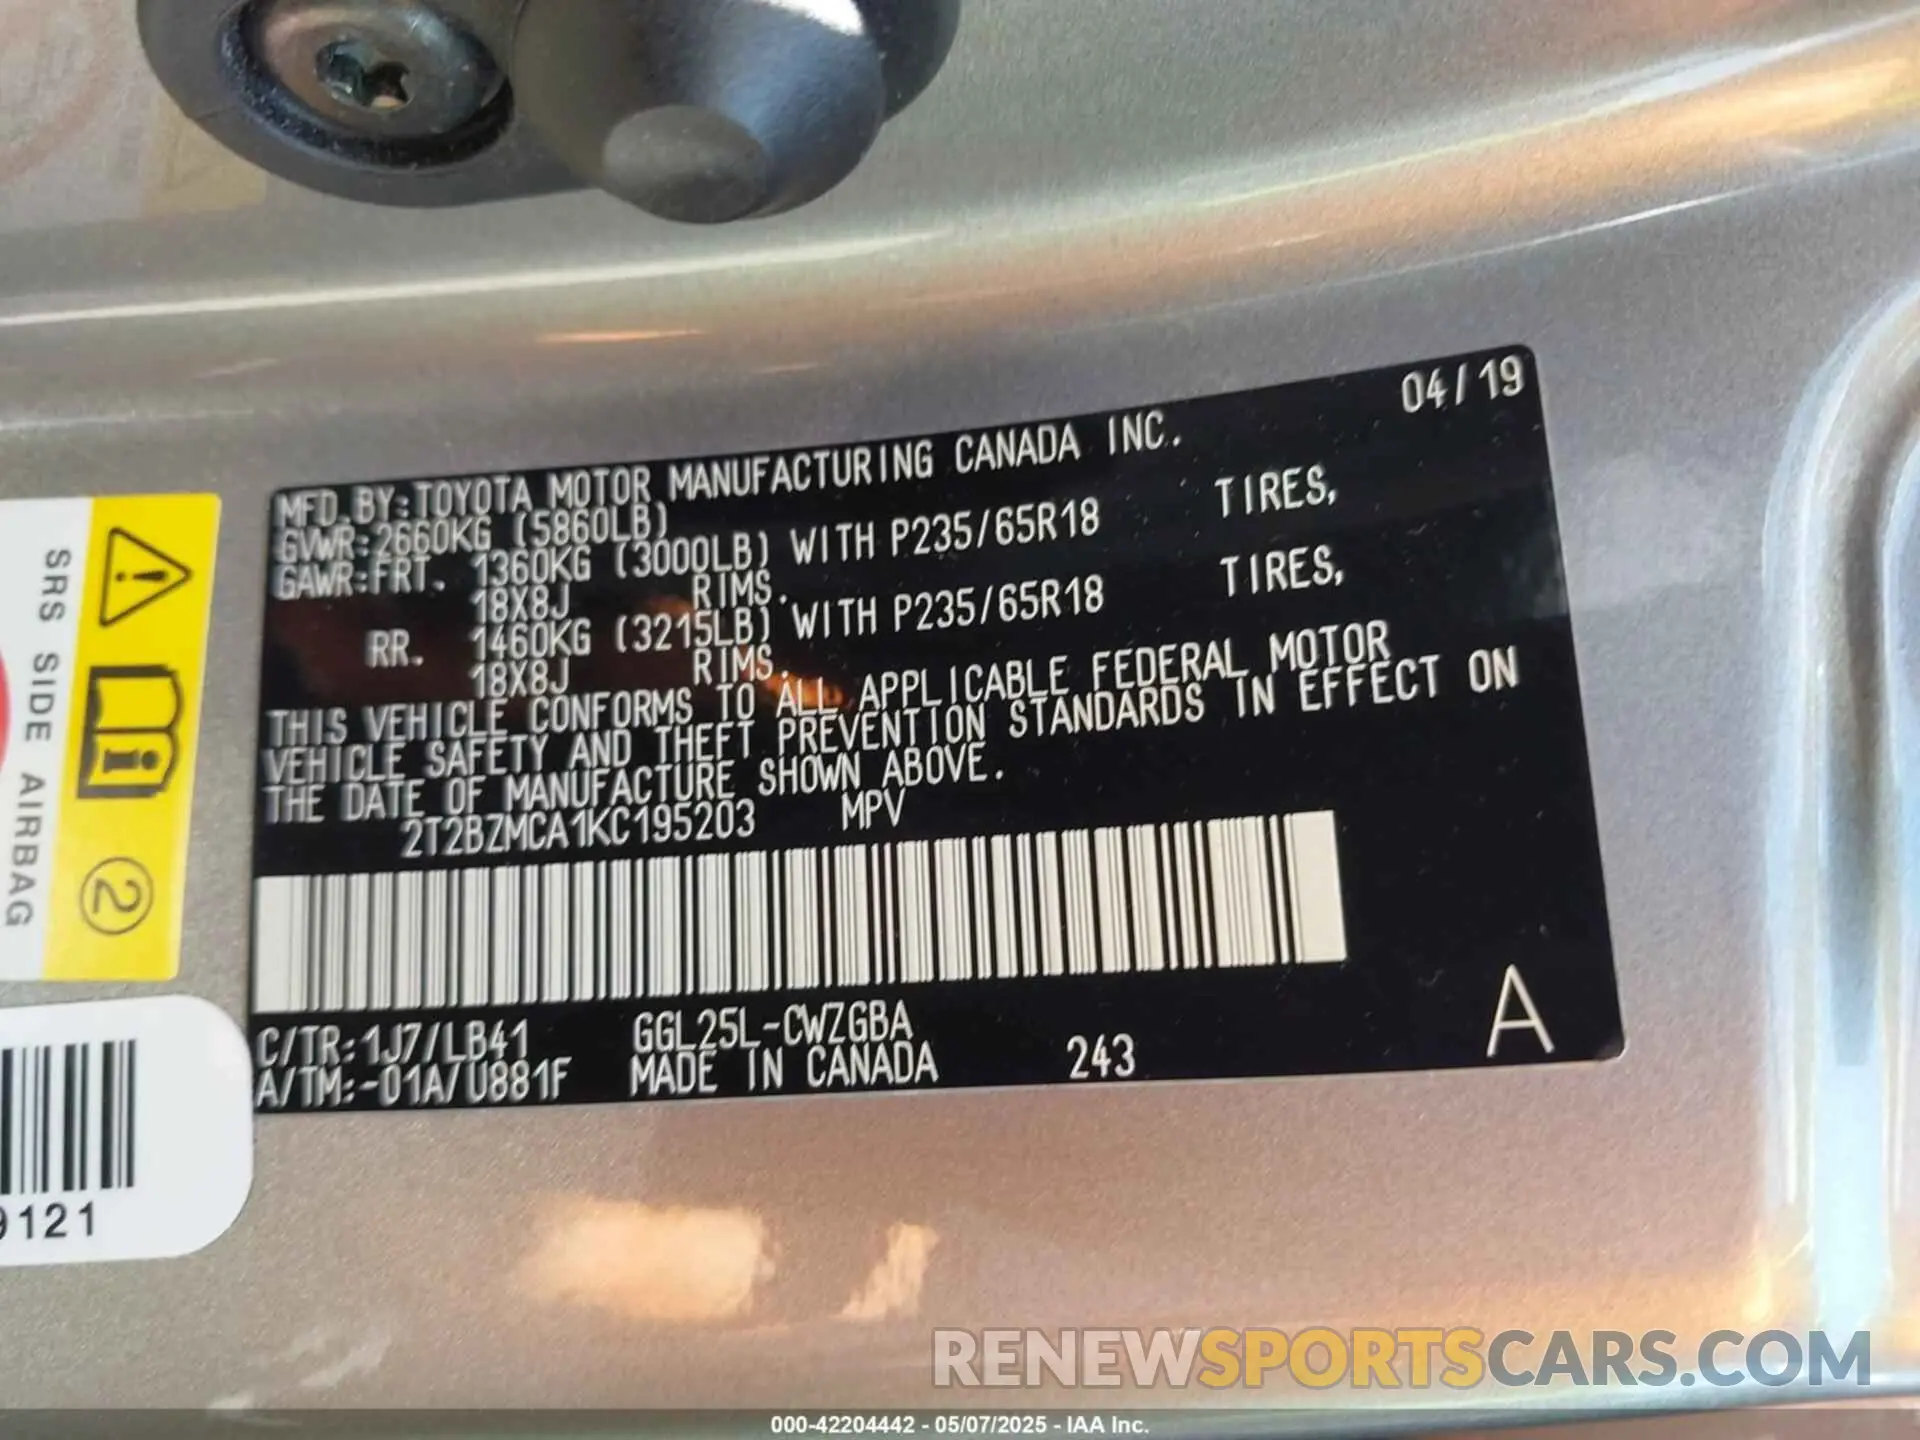 04/19
MFD. BY: TOYOTA MOTOR MANUFACTURING CANADA INC.
GVWR: 2660KG (5860LB)
GAWR: FRT. 1360KG (3000LB) WITH P235/65R18 TIRES,
18X8J RIMS.
RR. 1460KG (3215LB) WITH P235/65R18 TIRES,
18X8J RIMS.
THIS VEHICLE CONFORMS TO ALL APPLICABLE FEDERAL MOTOR
VEHICLE SAFETY AND THEFT PREVENTION STANDARDS IN EFFECT ON
THE DATE OF MANUFACTURE SHOWN ABOVE.
2T2BZMCA1KC195203 MPV
C/TR: 1J7/LB41 GGL25L-CWZGBA
A/TM: -01A/U881F MADE IN CANADA 243
A
SRS SIDE AIRBAG
2
9121
RENEWSPORTSCARS.COM
000-42204442 - 05/07/2025 - IAA Inc.